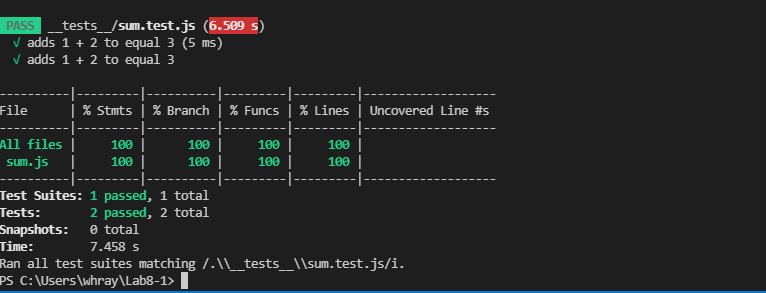 PASS __tests__/sum.test.js (6.509 s)
√ adds 1 + 2 to equal 3 (5 ms)
√ adds 1 + 2 to equal 3
----------|---------|----------|---------|---------|-------------------
File      | % Stmts | % Branch | % Funcs | % Lines | Uncovered Line #s
----------|---------|----------|---------|---------|-------------------
All files |     100 |      100 |     100 |     100 |
 sum.js   |     100 |      100 |     100 |     100 |
----------|---------|----------|---------|---------|-------------------
Test Suites: 1 passed, 1 total
Tests:       2 passed, 2 total
Snapshots:   0 total
Time:        7.458 s
Ran all test suites matching /.\\__tests__\\sum.test.js/i.
PS C:\Users\whray\Lab8-1>